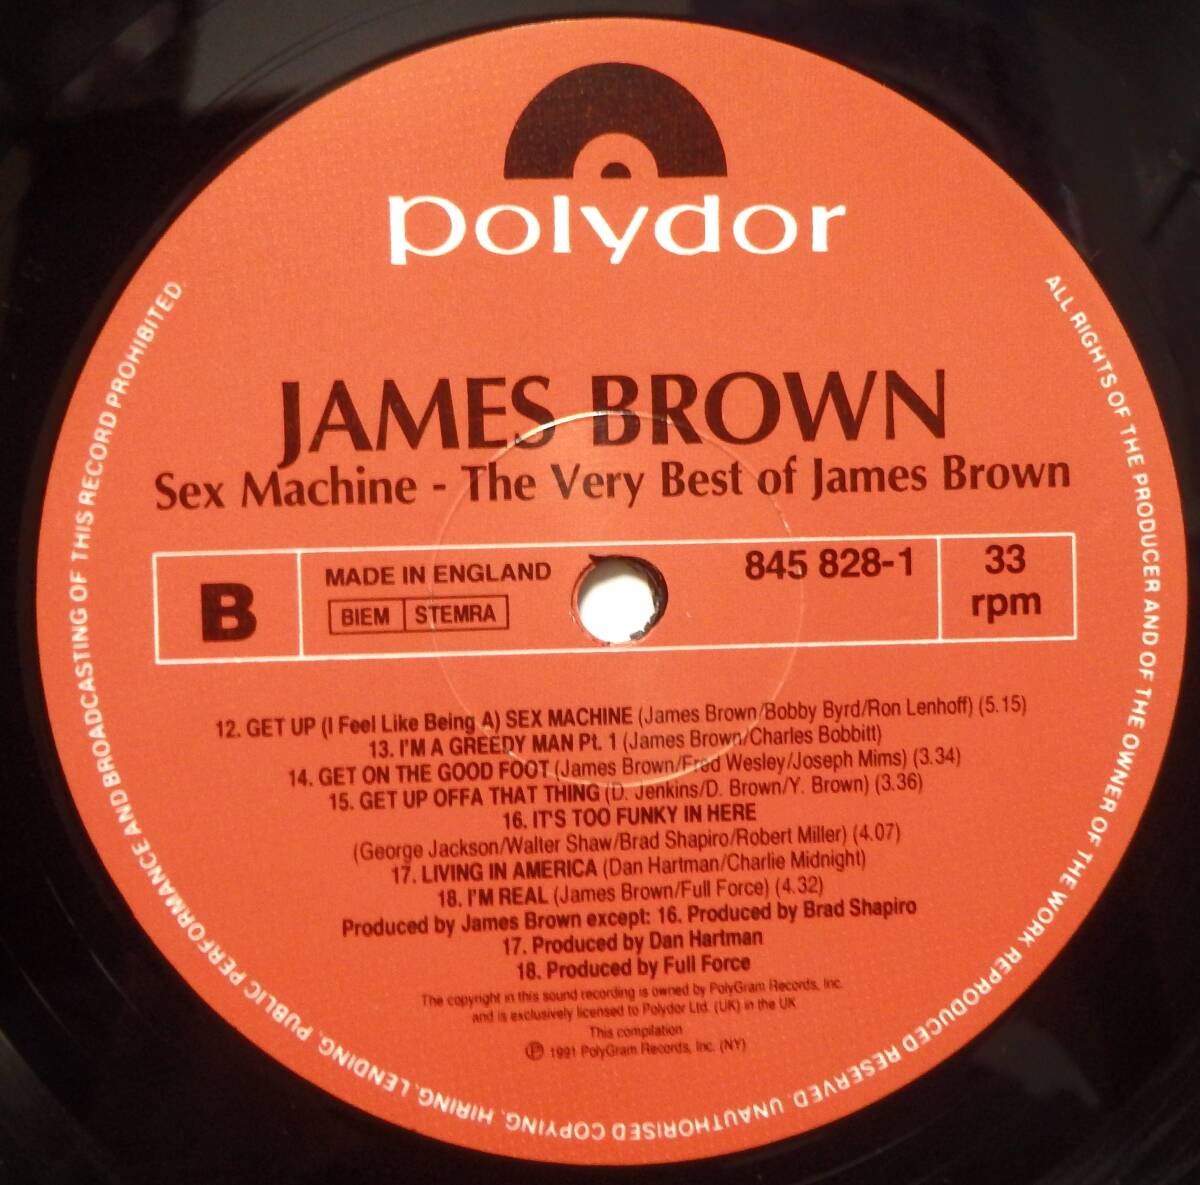 polydor
JAMES BROWN
Sex Machine - The Very Best of James Brown
B
MADE IN ENGLAND
BIEM STEMRA
845 828-1
33
rpm
12. GET UP (I Feel Like Being A) SEX MACHINE (James Brown/Bobby Byrd/Ron Lenhoff) (5.15)
13. I'M A GREEDY MAN Pt. 1 (James Brown/Charles Bobbitt)
14. GET ON THE GOOD FOOT (James Brown/Fred Wesley/Joseph Mims) (3.34)
15. GET UP OFFA THAT THING (D. Jenkins/D. Brown/Y. Brown) (3.36)
16. IT'S TOO FUNKY IN HERE
(George Jackson/Walter Shaw/Brad Shapiro/Robert Miller) (4.07)
17. LIVING IN AMERICA (Dan Hartman/Charlie Midnight)
18. I'M REAL (James Brown/Full Force) (4.32)
Produced by James Brown except: 16. Produced by Brad Shapiro
17. Produced by Dan Hartman
18. Produced by Full Force
The copyright in this sound recording is owned by PolyGram Records, Inc.
and is exclusively licensed to Polydor Ltd. (UK) in the UK
This compilation
℗ 1991 PolyGram Records, Inc. (NY)
ALL RIGHTS OF THE PRODUCER AND OF THE OWNER OF THE WORK REPRODUCED RESERVED. UNAUTHORISED COPYING, HIRING, LENDING, PUBLIC PERFORMANCE AND BROADCASTING OF THIS RECORD PROHIBITED.